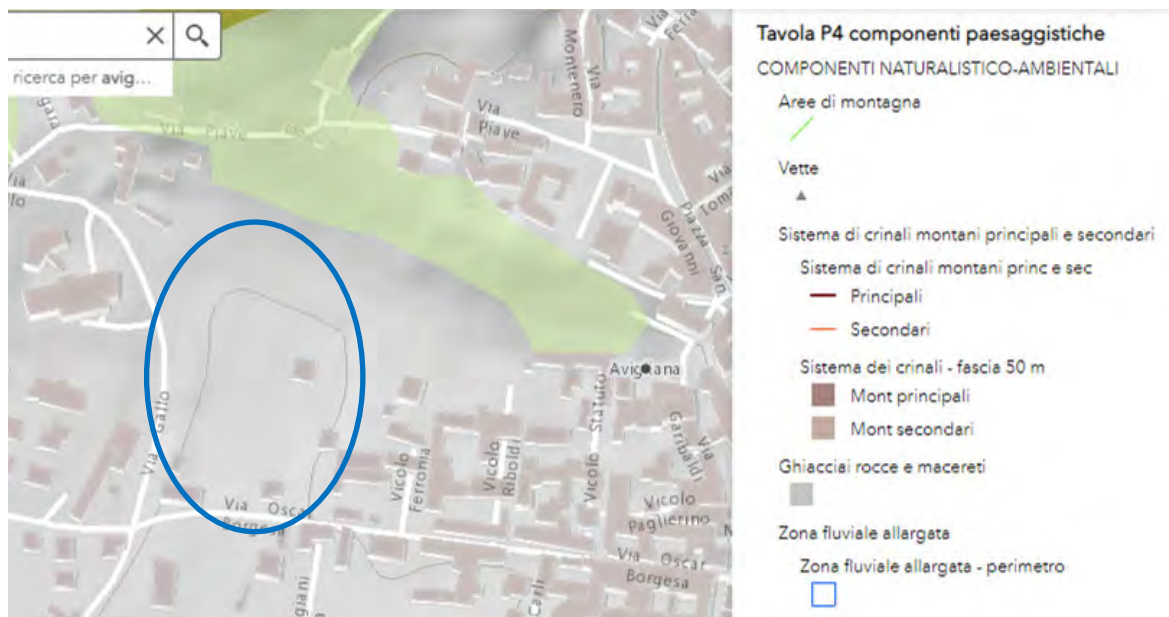 ricerca per avig...
Via
Montenero
Via
Piave
Via Piave
Via
Gallo
Via
Oscar
Borgesa
Vicolo
Ferronia
Vicolo
Riboldi
Vicolo Statuto
Avigliana
Piazza
Giovanni
San
Via
Via
Garibaldi
Vicolo
Paglierino
Via Oscar
Borgesa
Carli
giani
Tavola P4 componenti paesaggistiche
COMPONENTI NATURALISTICO-AMBIENTALI
Aree di montagna
Vette
Sistema di crinali montani principali e secondari
Sistema di crinali montani princ e sec
Principali
Secondari
Sistema dei crinali - fascia 50 m
Mont principali
Mont secondari
Ghiacciai rocce e macereti
Zona fluviale allargata
Zona fluviale allargata - perimetro